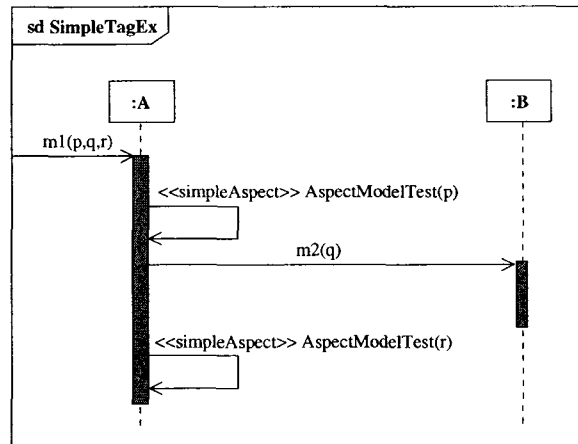 sd SimpleTagEx
:A
:B
m1(p,q,r)
<<simpleAspect>> AspectModelTest(p)
m2(q)
<<simpleAspect>> AspectModelTest(r)